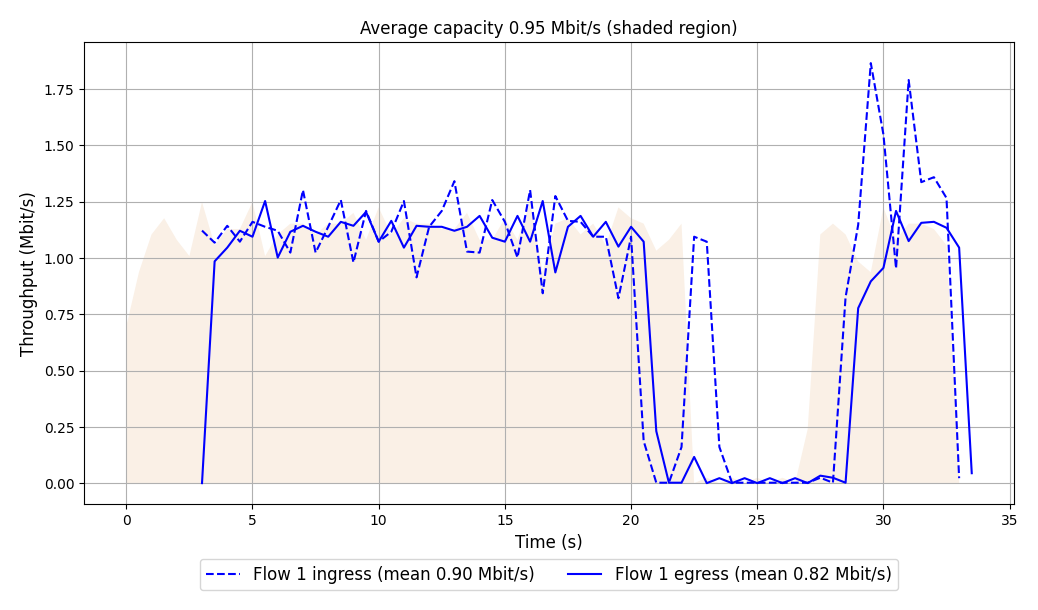 Average capacity 0.95 Mbit/s (shaded region)
Throughput (Mbit/s)
1.75
1.50
1.25
1.00
0.75
0.50
0.25
0.00
0 5 10 15 20 25 30 35
Time (s)
Flow 1 ingress (mean 0.90 Mbit/s) Flow 1 egress (mean 0.82 Mbit/s)